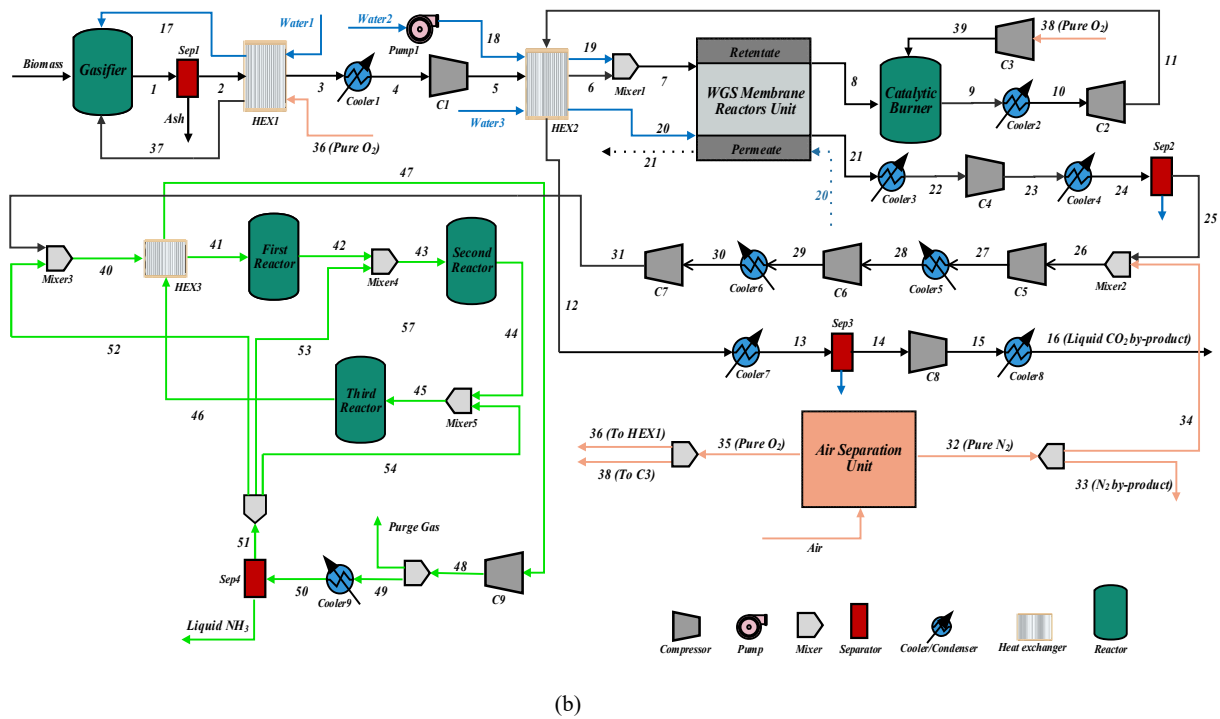 17
Water1
Water2
Pump1
18
19
39
38 (Pure O₂)
11
Gasifier
Biomass
Sep1
1
2
Ash
HEX1
3
Cooler1
4
C1
5
HEX2
6
Mixer1
7
Retentate
WGS Membrane
Reactors Unit
Permeate
8
Catalytic
Burner
9
Cooler2
10
C2
C3
37
36 (Pure O₂)
Water3
20
21
20
21
Cooler3
22
C4
23
Cooler4
24
Sep2
25
47
Mixer3
40
HEX3
41
First
Reactor
42
Mixer4
43
Second
Reactor
31
C7
30
Cooler6
29
C6
28
Cooler5
27
C5
26
Mixer2
52
53
57
44
12
Cooler7
13
Sep3
14
C8
15
Cooler8
16 (Liquid CO₂ by-product)
46
Third
Reactor
45
Mixer5
54
34
36 (To HEX1)
38 (To C3)
35 (Pure O₂)
Air Separation
Unit
32 (Pure N₂)
33 (N₂ by-product)
Air
51
Sep4
50
Cooler9
49
Purge Gas
48
C9
Liquid NH₃
Compressor
Pump
Mixer
Separator
Cooler/Condenser
Heat exchanger
Reactor
(b)